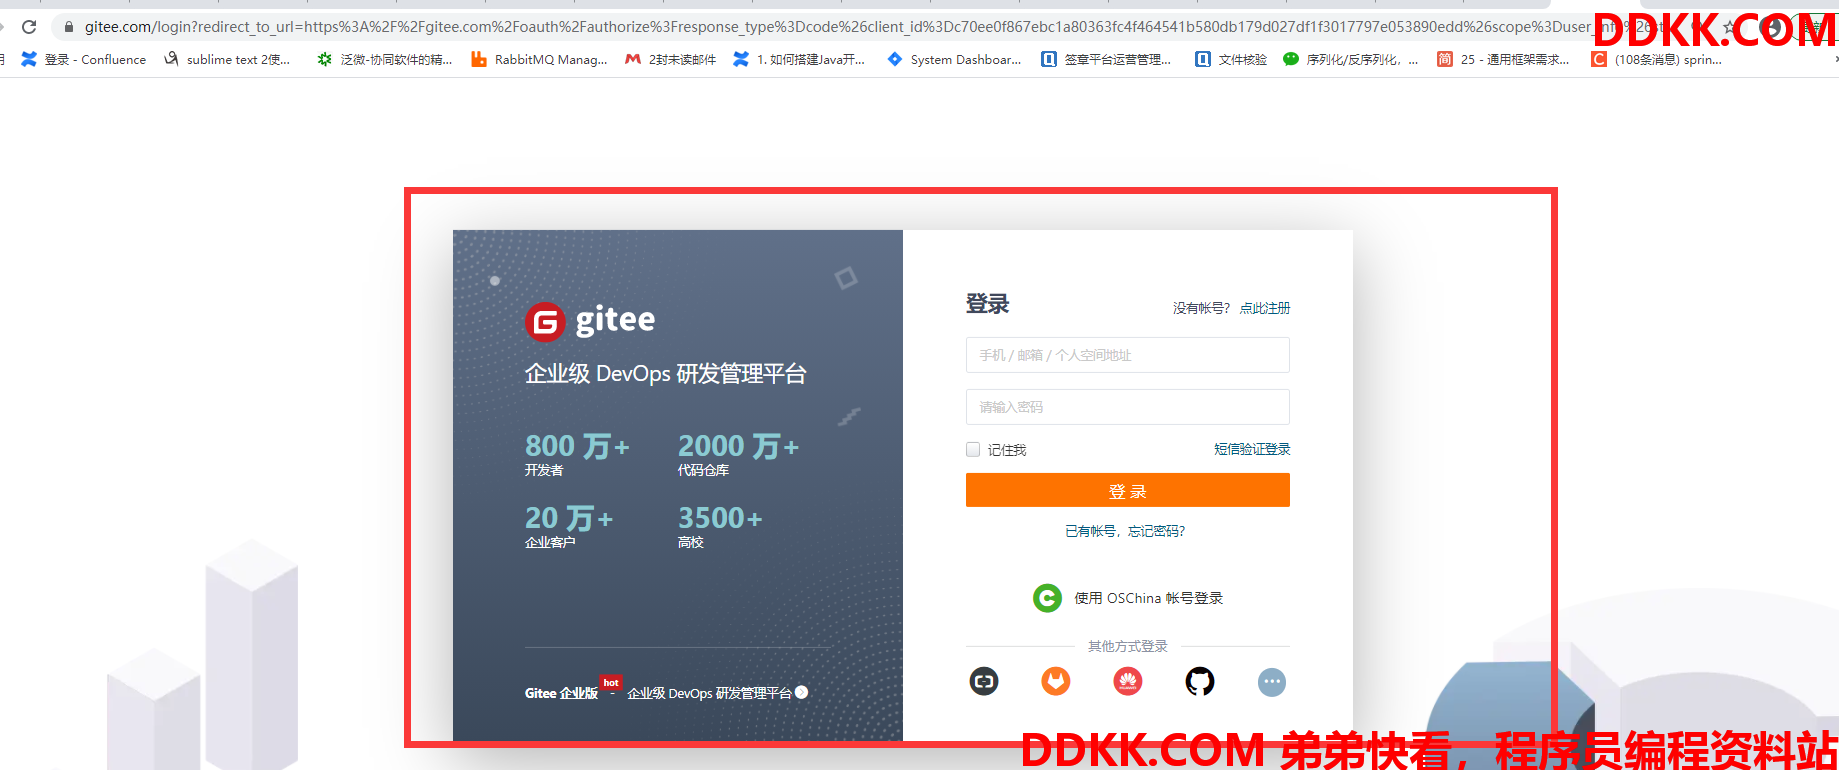 gitee.com/login?redirect_to_url=https%3A%2F%2Fgitee.com%2Foauth%2Fauthorize%3Fresponse_type%3Dcode%26client_id%3Dc70ee0f867ebc1a80363fc4f464541b580db179d027df1f3017797e053890edd%26scope%3Duser_info%26st
DDKK.COM
登录 - Confluence
sublime text 2使...
泛微-协同软件的精...
RabbitMQ Manag...
2封未读邮件
1. 如何搭建Java开...
System Dashboar...
签章平台运营管理...
文件核验
序列化/反序列化，...
简
25 - 通用框架需求...
(108条消息) sprin...
gitee
企业级 DevOps 研发管理平台
800 万+
开发者
2000 万+
代码仓库
20 万+
企业客户
3500+
高校
Gitee 企业版
hot
- 企业级 DevOps 研发管理平台
登录
没有帐号? 点此注册
手机 / 邮箱 / 个人空间地址
请输入密码
记住我
短信验证登录
登 录
已有帐号，忘记密码?
使用 OSChina 帐号登录
其他方式登录
HUAWEI
DDKK.COM 弟弟快看，程序员编程资料站